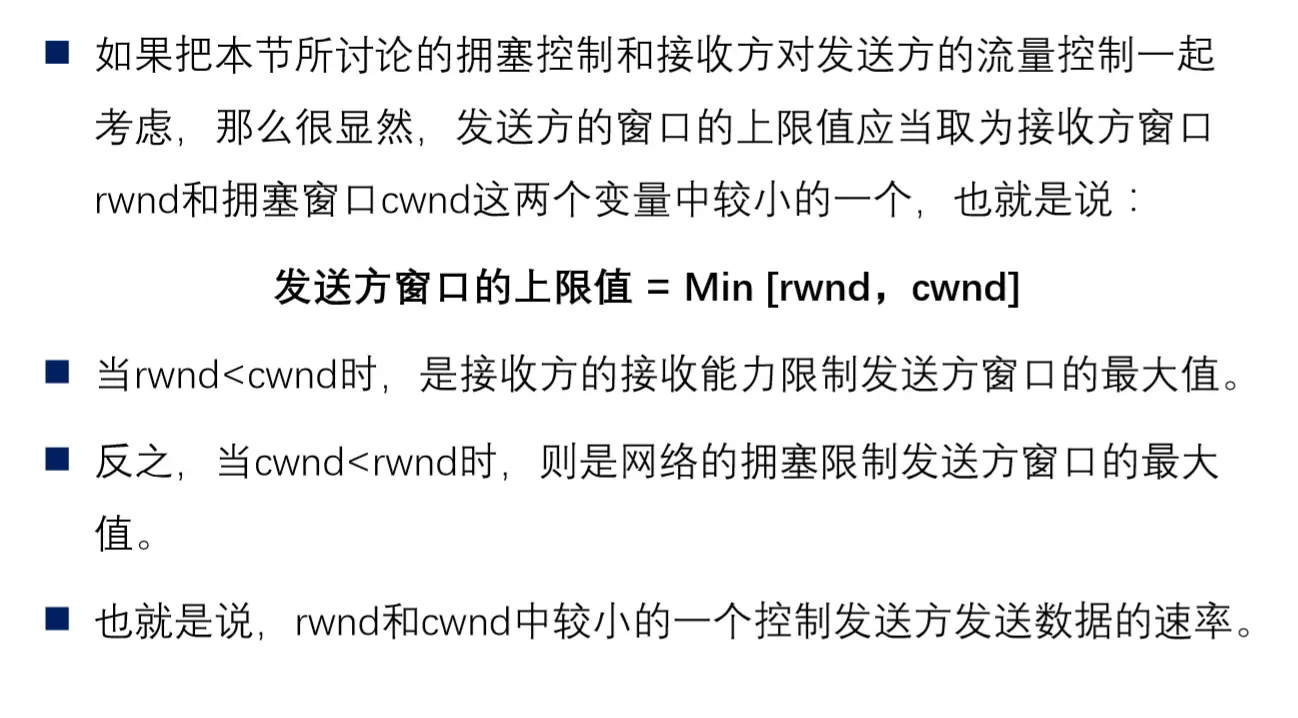 ■ 如果把本节所讨论的拥塞控制和接收方对发送方的流量控制一起
考虑，那么很显然，发送方的窗口的上限值应当取为接收方窗口
rwnd和拥塞窗口cwnd这两个变量中较小的一个，也就是说：
发送方窗口的上限值 = Min [rwnd，cwnd]
■ 当rwnd<cwnd时，是接收方的接收能力限制发送方窗口的最大值。
■ 反之，当cwnd<rwnd时，则是网络的拥塞限制发送方窗口的最大
值。
■ 也就是说，rwnd和cwnd中较小的一个控制发送方发送数据的速率。